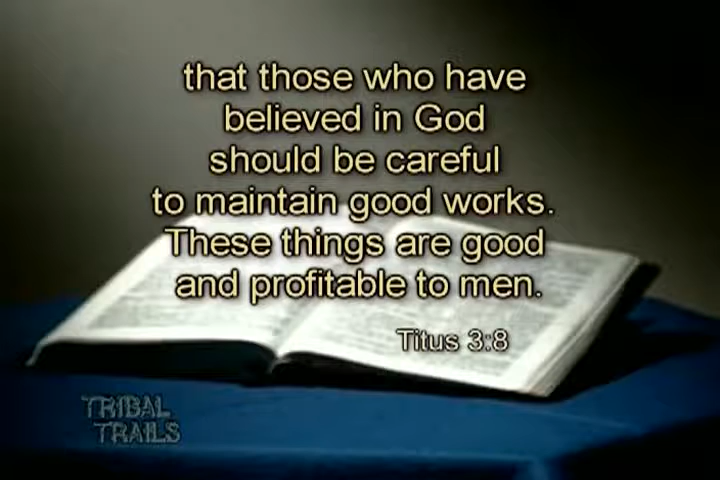 that those who have
believed in God
should be careful
to maintain good works.
These things are good
and profitable to men.
Titus 3:8
TRIBAL
TRAILS